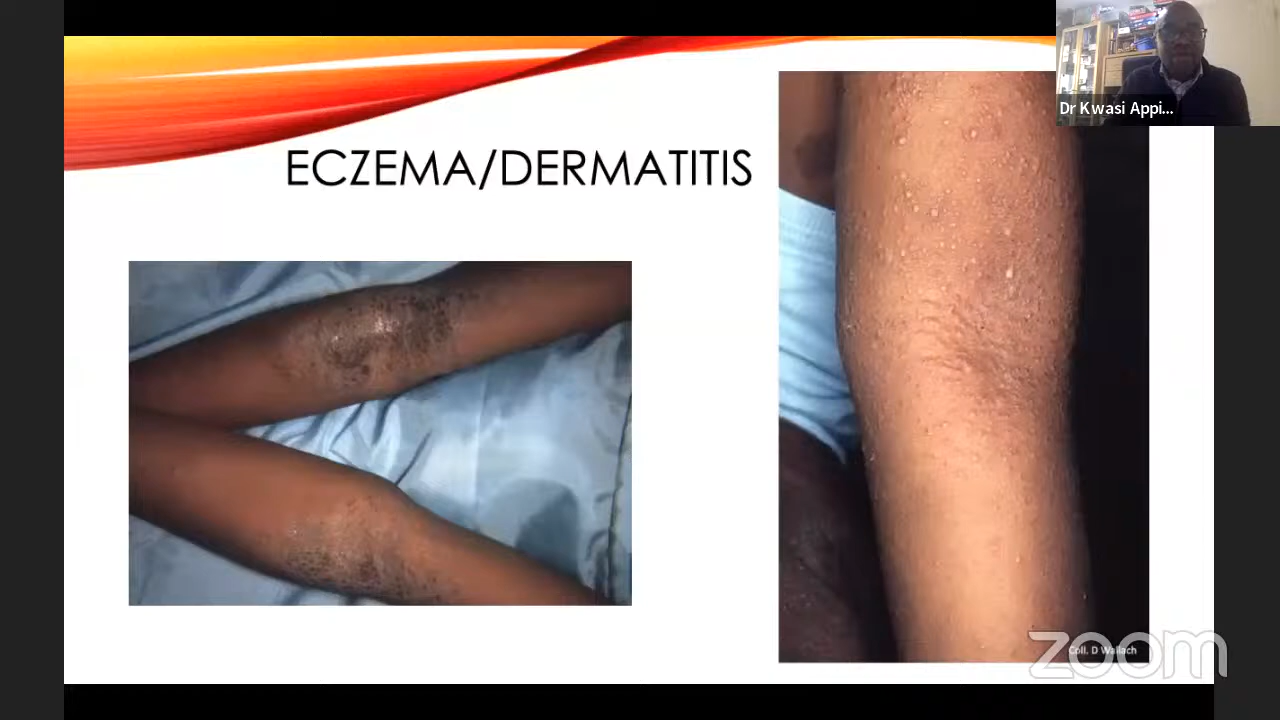 Dr Kwasi Appi...
ECZEMA/DERMATITIS
Coll. D Wallach
zoom